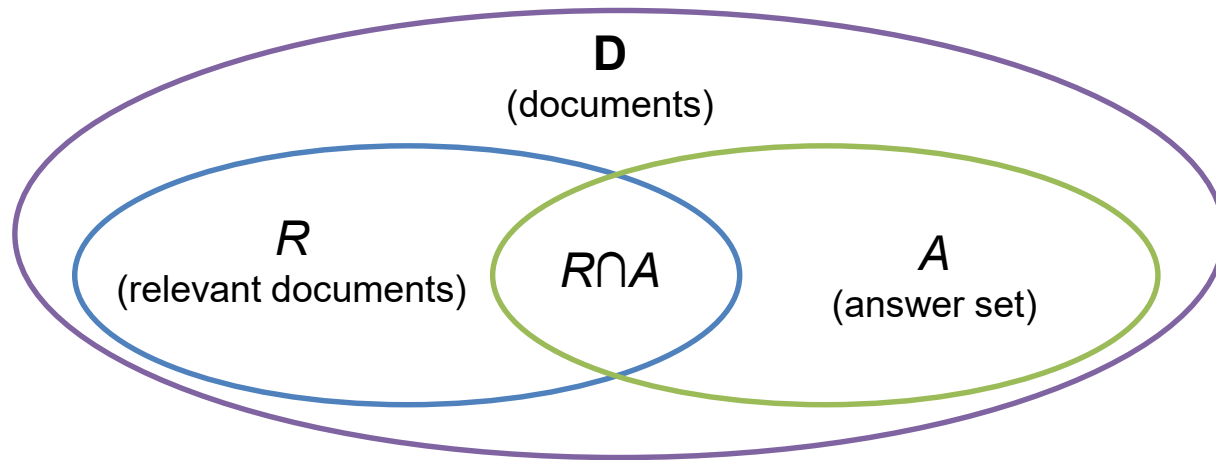 D
(documents)
R
(relevant documents)
R∩A
A
(answer set)